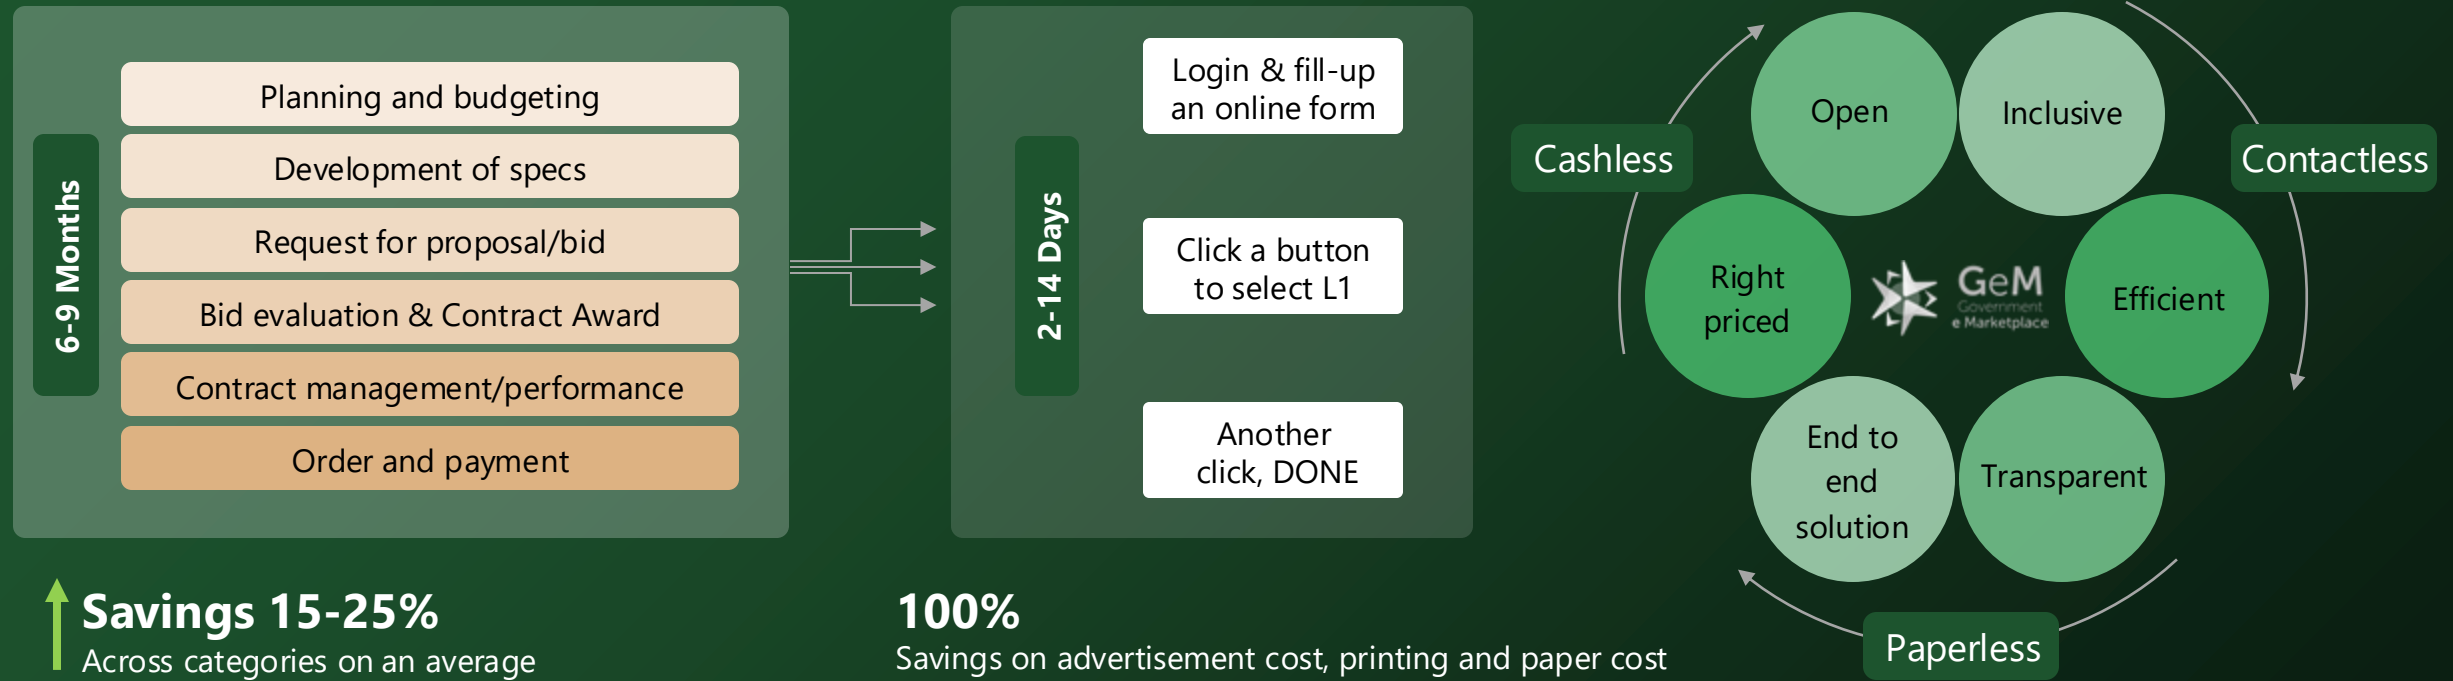 6-9 Months
Planning and budgeting
Development of specs
Request for proposal/bid
Bid evaluation & Contract Award
Contract management/performance
Order and payment
2-14 Days
Login & fill-up
an online form
Click a button
to select L1
Another
click, DONE
Cashless
Contactless
Paperless
Open
Inclusive
Right
priced
Efficient
End to
end
solution
Transparent
GeM
Government
e Marketplace
Savings 15-25%
Across categories on an average
100%
Savings on advertisement cost, printing and paper cost